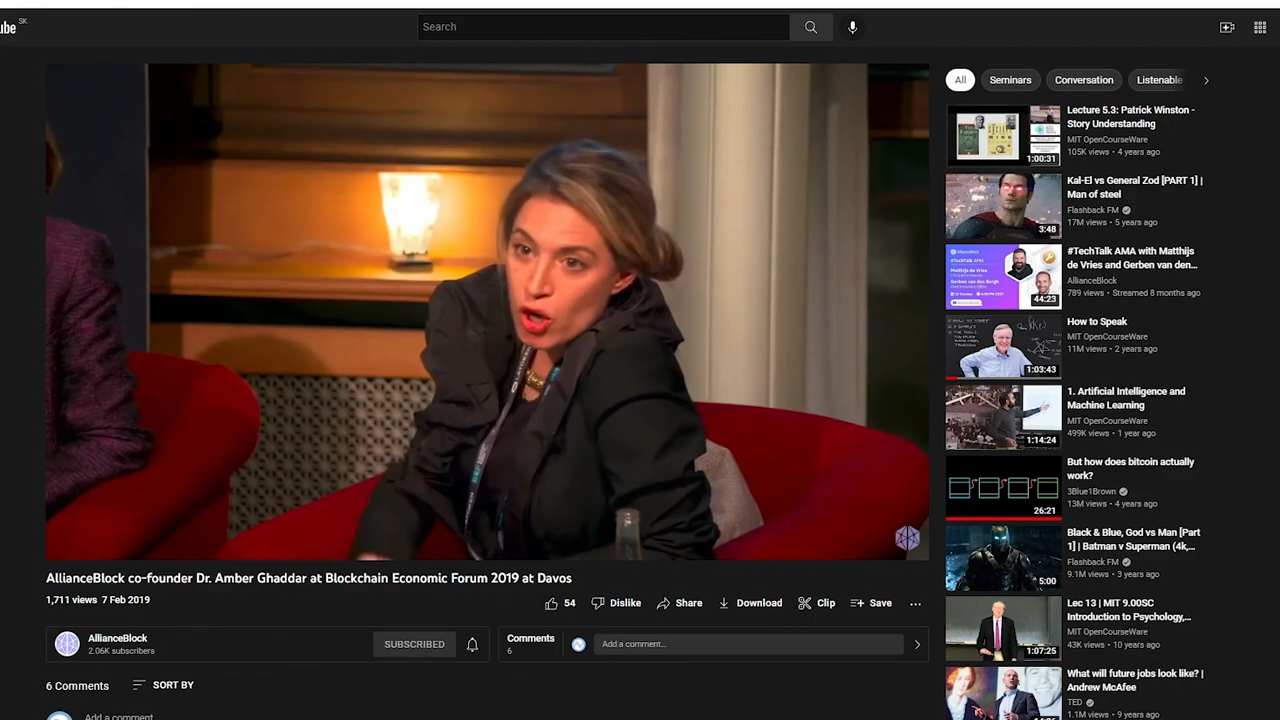 ube SK
Search
All
Seminars
Conversation
Listenable
Lecture 5.3: Patrick Winston -
Story Understanding
MIT OpenCourseWare
105K views • 4 years ago
1:00:31
Kal-El vs General Zod [PART 1] |
Man of steel
Flashback FM
17M views • 5 years ago
3:48
#TechTalk AMA with Matthijs
de Vries and Gerben van den...
AllianceBlock
789 views • Streamed 8 months ago
44:23
How to Speak
MIT OpenCourseWare
11M views • 2 years ago
1:03:43
1. Artificial Intelligence and
Machine Learning
MIT OpenCourseWare
499K views • 1 year ago
1:14:24
But how does bitcoin actually
work?
3Blue1Brown
13M views • 4 years ago
26:21
Black & Blue, God vs Man [Part
1] | Batman v Superman (4k,...
Flashback FM
9.1M views • 3 years ago
5:00
Lec 13 | MIT 9.00SC
Introduction to Psychology,...
MIT OpenCourseWare
43K views • 10 years ago
1:07:25
What will future jobs look like? |
Andrew McAfee
TED
1.1M views • 9 years ago
AllianceBlock co-founder Dr. Amber Ghaddar at Blockchain Economic Forum 2019 at Davos
1,711 views 7 Feb 2019
54
Dislike
Share
Download
Clip
Save
AllianceBlock
2.06K subscribers
SUBSCRIBED
Comments
6
Add a comment...
6 Comments
SORT BY
Add a comment